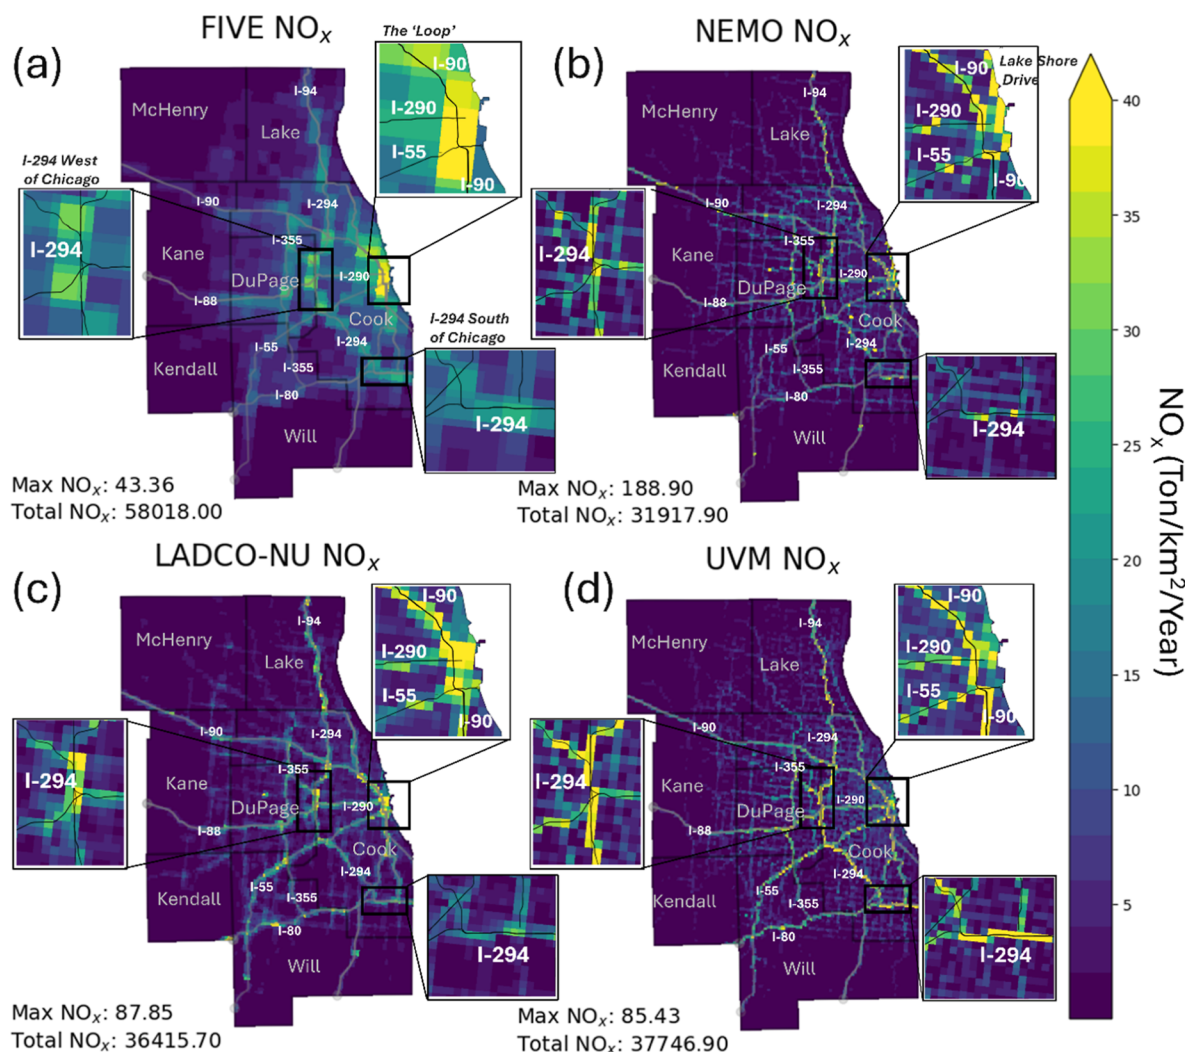 FIVE NOx
(a)
The 'Loop'
I-90
I-290
I-55
I-90
I-94
McHenry
Lake
I-294 West
of Chicago
I-294
I-90
I-294
I-355
Kane
DuPage
I-290
I-88
Cook
I-294 South
of Chicago
I-55
I-294
Kendall
I-355
I-80
I-294
Will
Max NOx: 43.36
Total NOx: 58018.00
NEMO NOx
(b)
I-90
Lake Shore
Drive
I-290
I-55
I-90
I-94
McHenry
Lake
I-294
I-90
I-294
I-355
Kane
DuPage
I-290
I-88
Cook
I-55
I-294
Kendall
I-355
I-80
I-294
Will
Max NOx: 188.90
Total NOx: 31917.90
LADCO-NU NOx
(c)
I-90
I-290
I-55
I-90
I-94
McHenry
Lake
I-294
I-90
I-294
I-355
Kane
DuPage
I-290
I-88
Cook
I-55
I-294
Kendall
I-355
I-80
I-294
Will
Max NOx: 87.85
Total NOx: 36415.70
UVM NOx
(d)
I-90
I-290
I-55
I-90
I-94
McHenry
Lake
I-294
I-90
I-294
I-355
Kane
DuPage
I-290
I-88
Cook
I-55
I-294
Kendall
I-355
I-80
I-294
Will
Max NOx: 85.43
Total NOx: 37746.90
40
35
30
25
20
15
10
5
NOx (Ton/km²/Year)